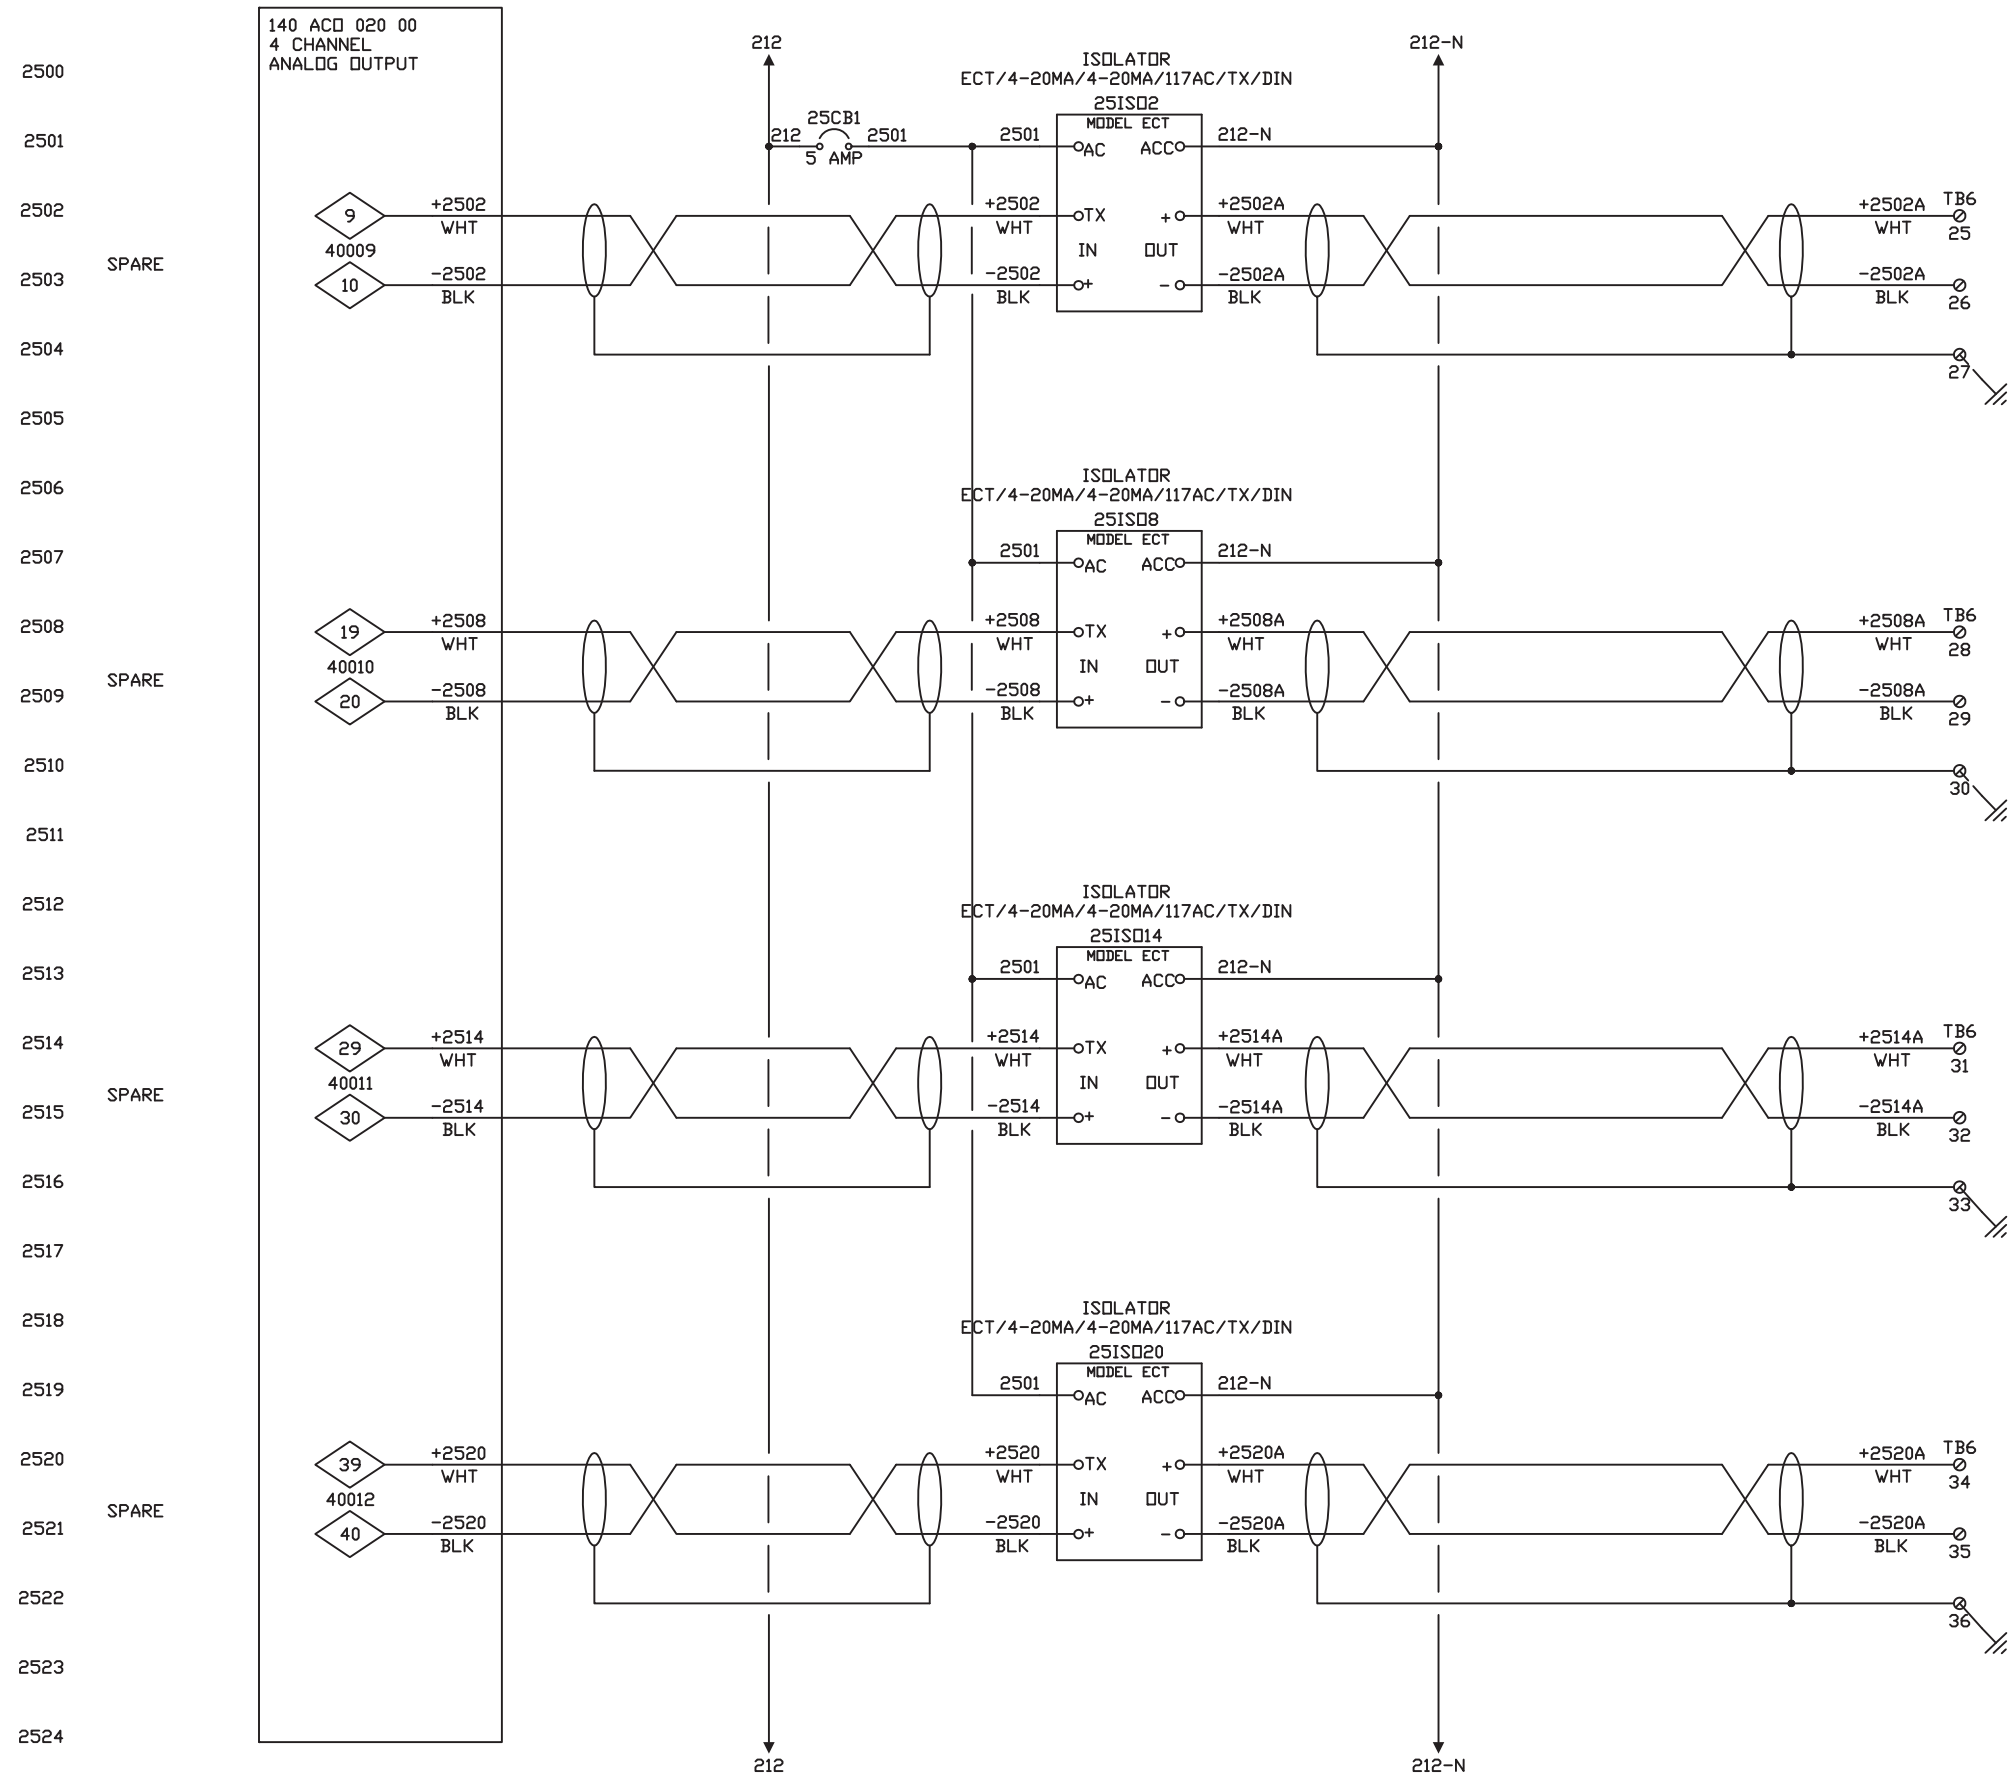 140 ACO 020 00
4 CHANNEL
ANALOG OUTPUT
212
212-N
ISOLATOR
2500
ECT/4-20MA/4-20MA/117AC/TX/DIN
25ISO2
25CB1
MODEL ECT
2501
212
2501
2501
212-N
5 AMP
AC
ACC
2502
9
+2502
WHT
+2502
WHT
TX
+
+2502A
WHT
+2502A
WHT
TB6
25
SPARE
40009
IN
OUT
2503
10
-2502
BLK
-2502
BLK
+
-
-2502A
BLK
-2502A
BLK
26
2504
27
2505
ISOLATOR
2506
ECT/4-20MA/4-20MA/117AC/TX/DIN
25ISO8
MODEL ECT
2507
2501
212-N
AC
ACC
2508
19
+2508
WHT
+2508
WHT
TX
+
+2508A
WHT
+2508A
WHT
TB6
28
SPARE
40010
IN
OUT
2509
20
-2508
BLK
-2508
BLK
+
-
-2508A
BLK
-2508A
BLK
29
2510
30
2511
ISOLATOR
2512
ECT/4-20MA/4-20MA/117AC/TX/DIN
25ISO14
MODEL ECT
2513
2501
212-N
AC
ACC
2514
29
+2514
WHT
+2514
WHT
TX
+
+2514A
WHT
+2514A
WHT
TB6
31
SPARE
40011
IN
OUT
2515
30
-2514
BLK
-2514
BLK
+
-
-2514A
BLK
-2514A
BLK
32
2516
33
2517
ISOLATOR
2518
ECT/4-20MA/4-20MA/117AC/TX/DIN
25ISO20
MODEL ECT
2519
2501
212-N
AC
ACC
2520
39
+2520
WHT
+2520
WHT
TX
+
+2520A
WHT
+2520A
WHT
TB6
34
SPARE
40012
IN
OUT
2521
40
-2520
BLK
-2520
BLK
+
-
-2520A
BLK
-2520A
BLK
35
2522
36
2523
2524
212
212-N